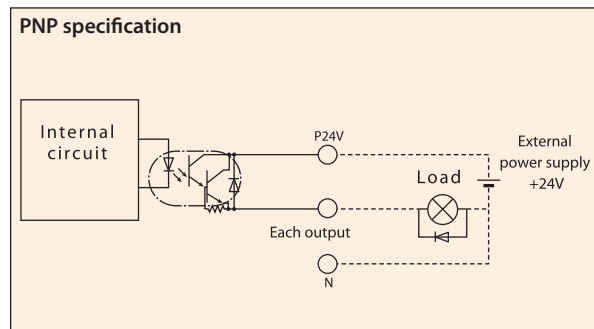 PNP specification
Internal
circuit
P24V
External
power supply
+24V
Load
Each output
N